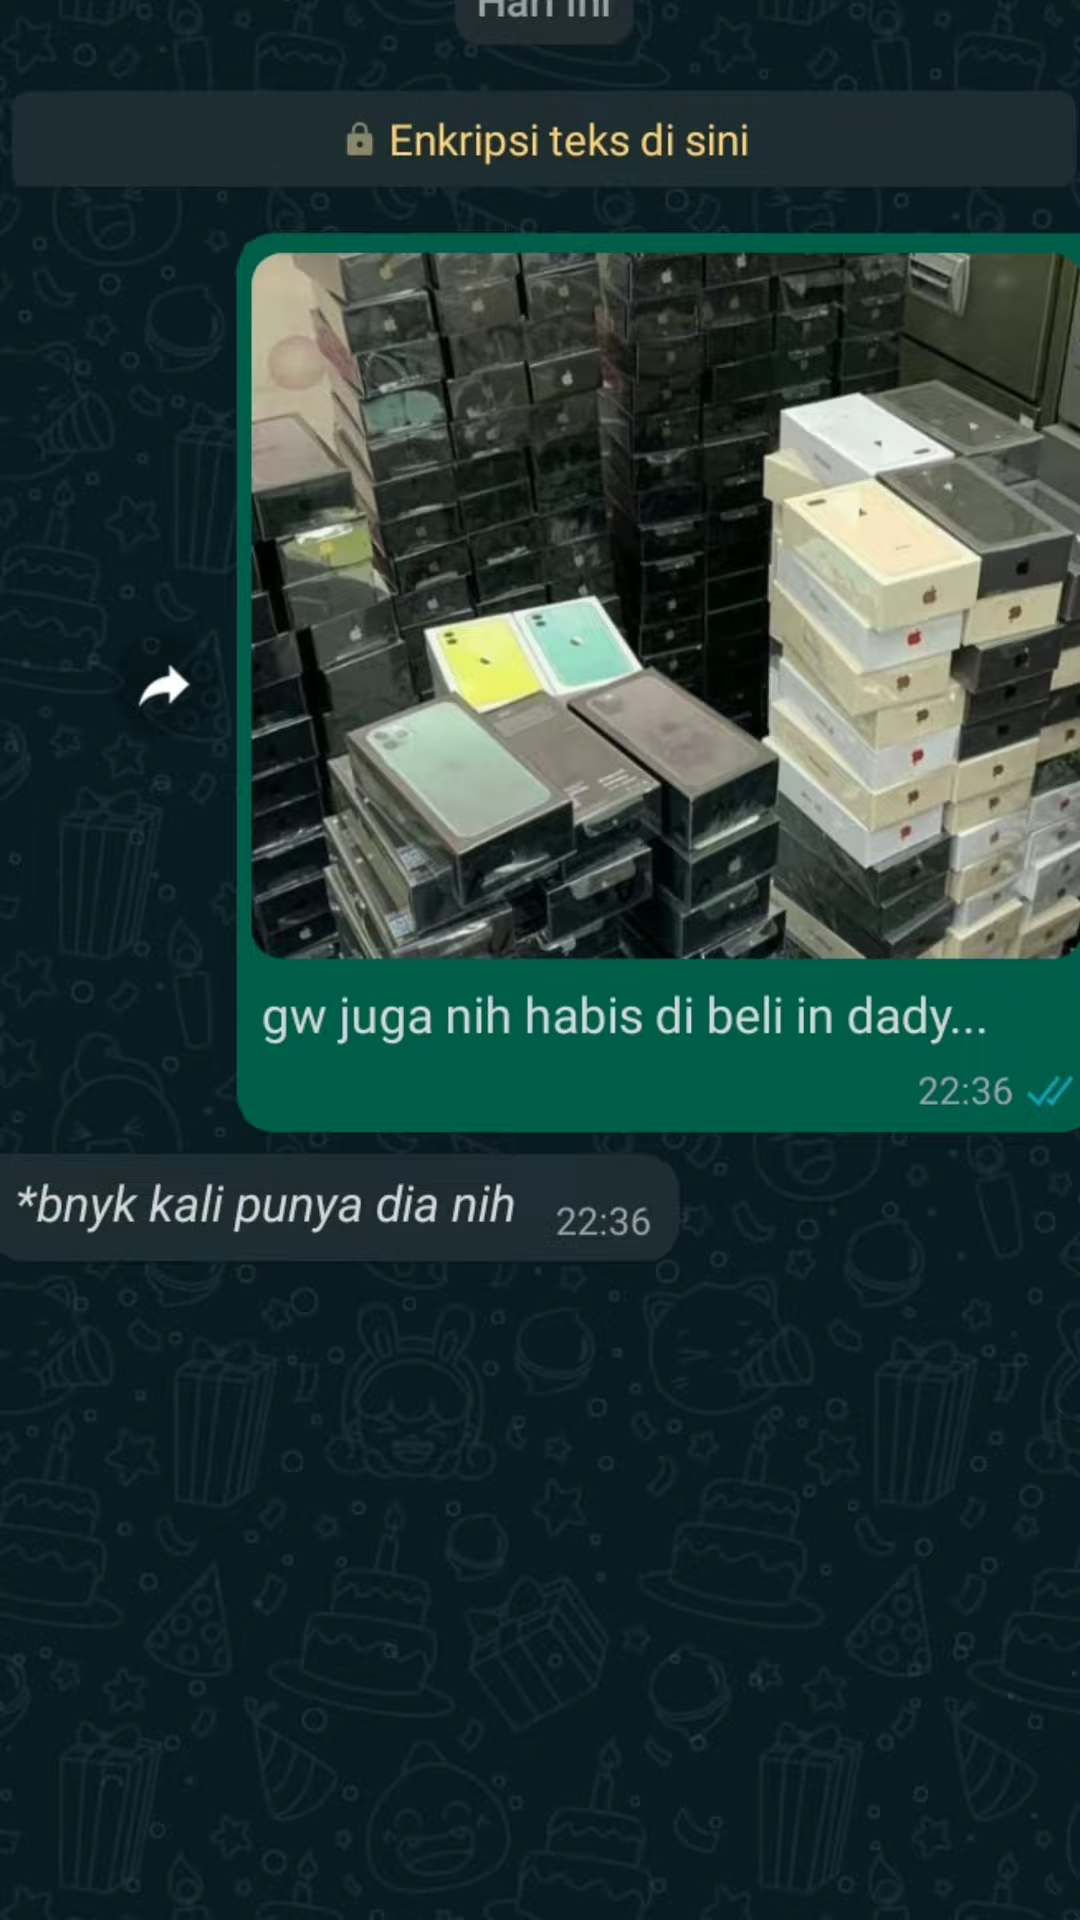 Hari Ini
Enkripsi teks di sini
gw juga nih habis di beli in dady...
22:36
*bnyk kali punya dia nih
22:36